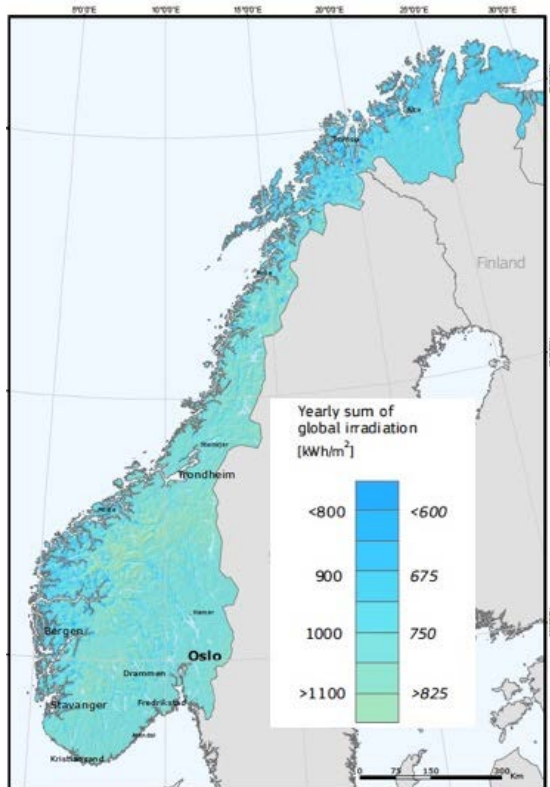 5°0'0"E 10°0'0"E 15°0'0"E 20°0'0"E 25°0'0"E 30°0'0"E
Alta
Tromsø
Finland
Yearly sum of
global irradiation
[kWh/m²]
Trondheim
<800 <600
900 675
1000 750
>1100 >825
Hamar
Bergen
Oslo
Drammen
Stavanger
Fredrikstad
Arendal
Kristiansand
0 75 150 300
Km